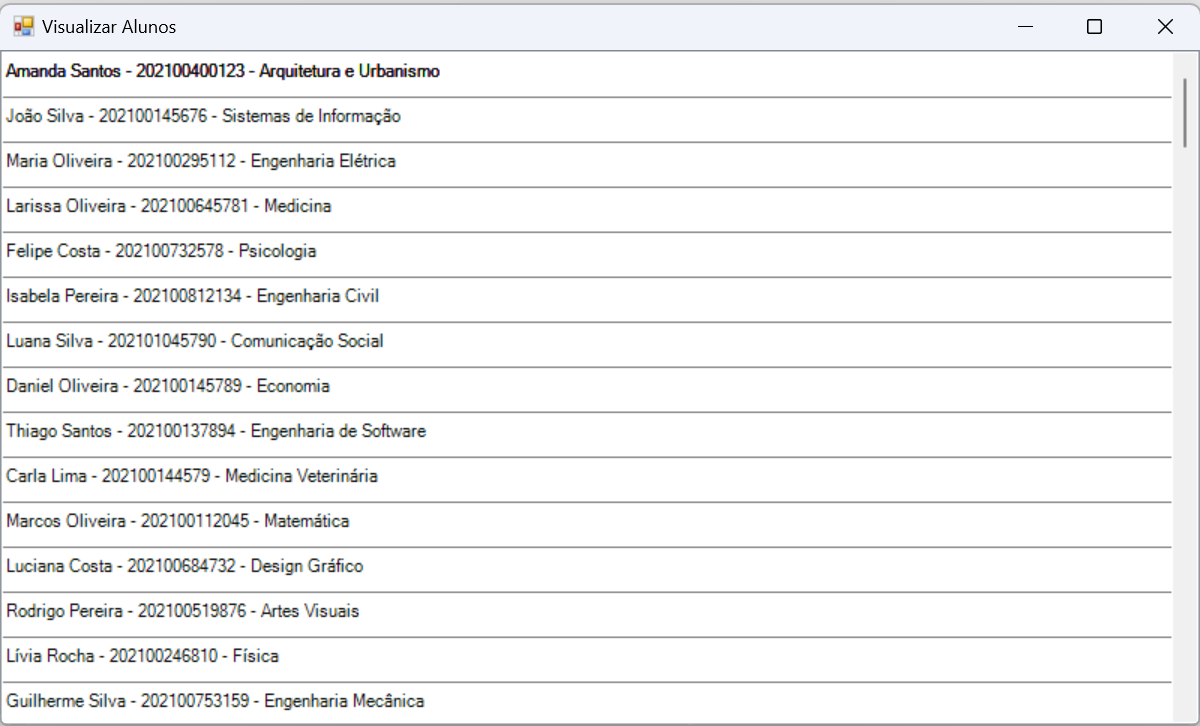 Visualizar Alunos
Amanda Santos - 202100400123 - Arquitetura e Urbanismo
João Silva - 202100145676 - Sistemas de Informação
Maria Oliveira - 202100295112 - Engenharia Elétrica
Larissa Oliveira - 202100645781 - Medicina
Felipe Costa - 202100732578 - Psicologia
Isabela Pereira - 202100812134 - Engenharia Civil
Luana Silva - 202101045790 - Comunicação Social
Daniel Oliveira - 202100145789 - Economia
Thiago Santos - 202100137894 - Engenharia de Software
Carla Lima - 202100144579 - Medicina Veterinária
Marcos Oliveira - 202100112045 - Matemática
Luciana Costa - 202100684732 - Design Gráfico
Rodrigo Pereira - 202100519876 - Artes Visuais
Lívia Rocha - 202100246810 - Física
Guilherme Silva - 202100753159 - Engenharia Mecânica